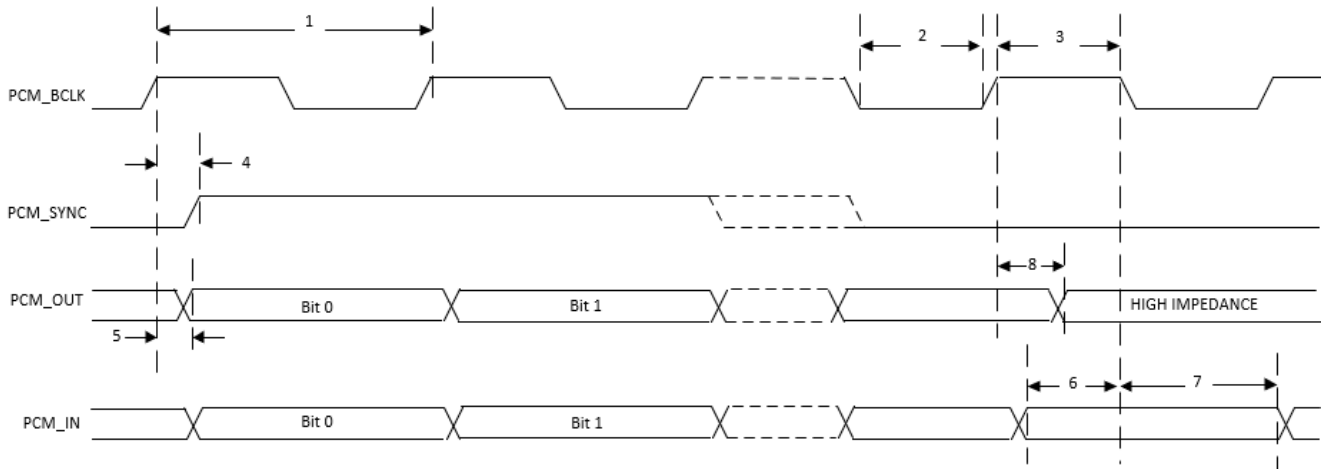 1
2
3
PCM_BCLK
4
PCM_SYNC
8
PCM_OUT
Bit 0
Bit 1
HIGH IMPEDANCE
5
6
7
PCM_IN
Bit 0
Bit 1